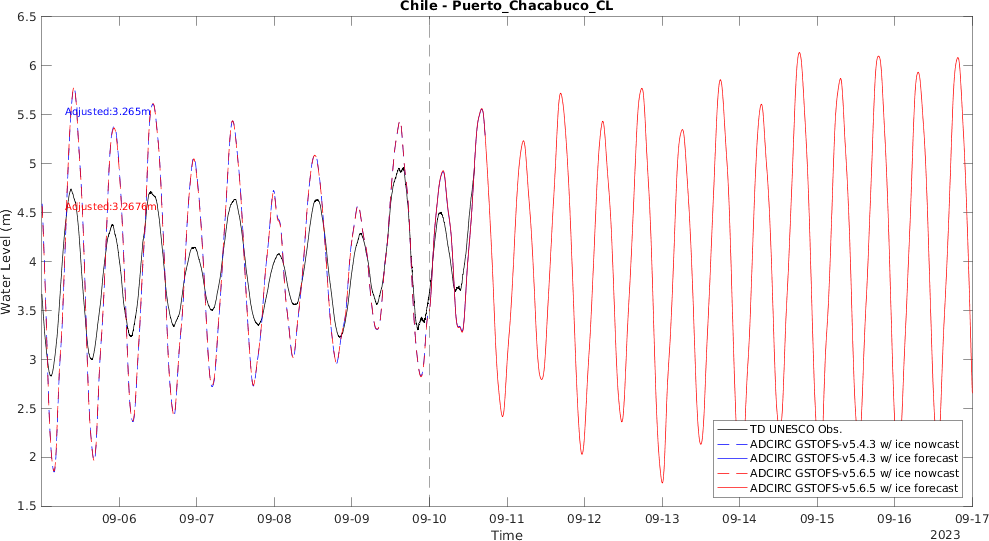 Chile - Puerto_Chacabuco_CL
6.5
6
5.5
5
4.5
4
3.5
3
2.5
2
1.5
Water Level (m)
Adjusted:3.265m
Adjusted:3.2676m
TD UNESCO Obs.
ADCIRC GSTOFS-v5.4.3 w/ ice nowcast
ADCIRC GSTOFS-v5.4.3 w/ ice forecast
ADCIRC GSTOFS-v5.6.5 w/ ice nowcast
ADCIRC GSTOFS-v5.6.5 w/ ice forecast
09-06 09-07 09-08 09-09 09-10 09-11 09-12 09-13 09-14 09-15 09-16 09-17
Time
2023